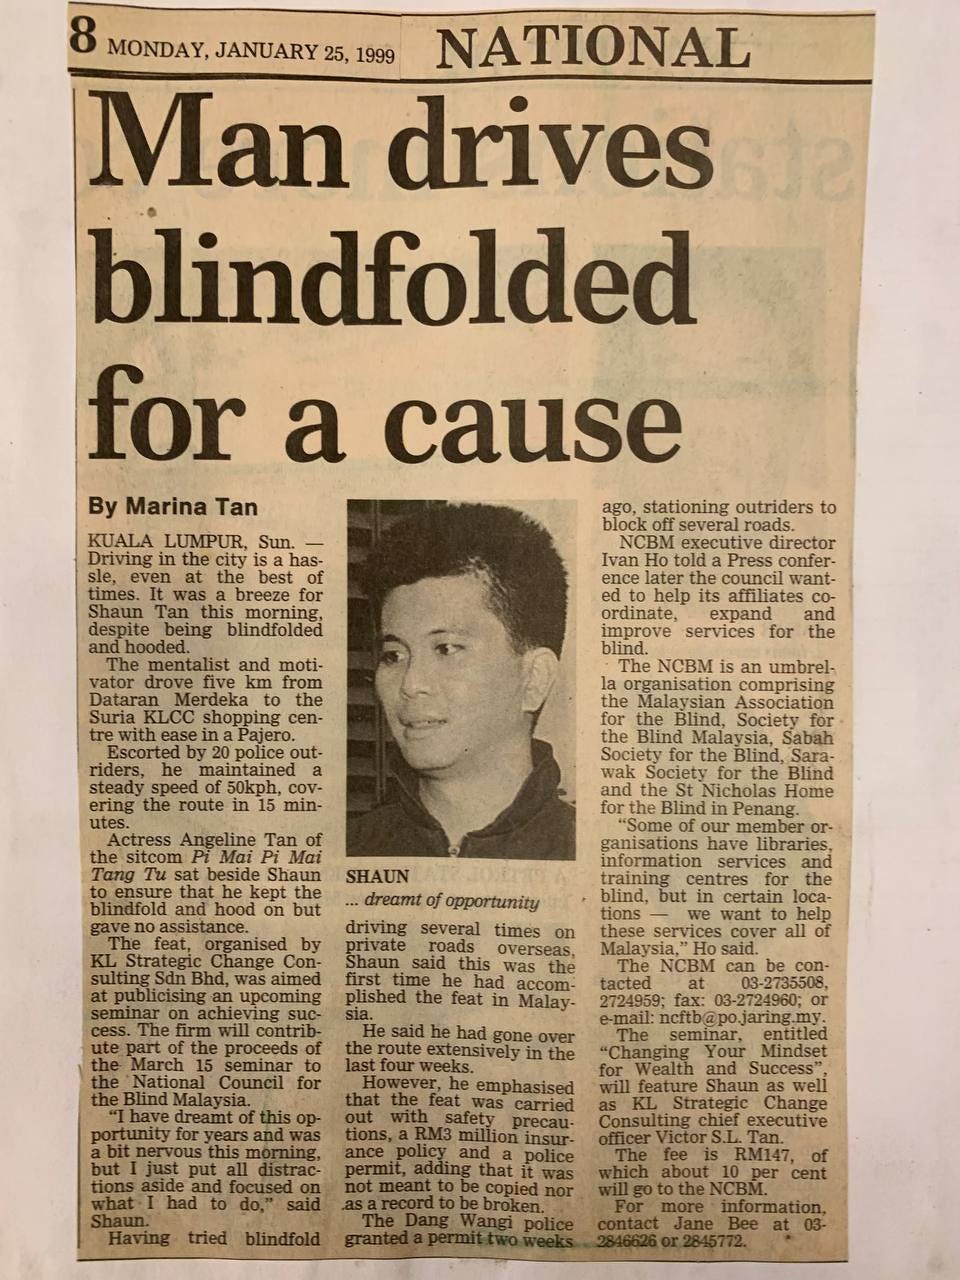 8 MONDAY, JANUARY 25, 1999
NATIONAL
Man drives
blindfolded
for a cause
By Marina Tan
KUALA LUMPUR, Sun. —
Driving in the city is a has-
sle, even at the best of
times. It was a breeze for
Shaun Tan this morning,
despite being blindfolded
and hooded.
The mentalist and moti-
vator drove five km from
Dataran Merdeka to the
Suria KLCC shopping cen-
tre with ease in a Pajero.
Escorted by 20 police out-
riders, he maintained a
steady speed of 50kph, cov-
ering the route in 15 min-
utes.
Actress Angeline Tan of
the sitcom Pi Mai Pi Mai
Tang Tu sat beside Shaun
to ensure that he kept the
blindfold and hood on but
gave no assistance.
The feat, organised by
KL Strategic Change Con-
sulting Sdn Bhd, was aimed
at publicising an upcoming
seminar on achieving suc-
cess. The firm will contrib-
ute part of the proceeds of
the March 15 seminar to
the National Council for
the Blind Malaysia.
"I have dreamt of this op-
portunity for years and was
a bit nervous this morning,
but I just put all distrac-
tions aside and focused on
what I had to do," said
Shaun.
Having tried blindfold
SHAUN
... dreamt of opportunity
driving several times on
private roads overseas,
Shaun said this was the
first time he had accom-
plished the feat in Malay-
sia.
He said he had gone over
the route extensively in the
last four weeks.
However, he emphasised
that the feat was carried
out with safety precau-
tions, a RM3 million insur-
ance policy and a police
permit, adding that it was
not meant to be copied nor
as a record to be broken.
The Dang Wangi police
granted a permit two weeks
ago, stationing outriders to
block off several roads.
NCBM executive director
Ivan Ho told a Press confer-
ence later the council want-
ed to help its affiliates co-
ordinate, expand and
improve services for the
blind.
The NCBM is an umbrel-
la organisation comprising
the Malaysian Association
for the Blind, Society for
the Blind Malaysia, Sabah
Society for the Blind, Sara-
wak Society for the Blind
and the St Nicholas Home
for the Blind in Penang.
"Some of our member or-
ganisations have libraries,
information services and
training centres for the
blind, but in certain loca-
tions — we want to help
these services cover all of
Malaysia," Ho said.
The NCBM can be con-
tacted at 03-2735508,
2724959; fax: 03-2724960; or
e-mail: ncftb@po.jaring.my.
The seminar, entitled
"Changing Your Mindset
for Wealth and Success",
will feature Shaun as well
as KL Strategic Change
Consulting chief executive
officer Victor S.L. Tan.
The fee is RM147, of
which about 10 per cent
will go to the NCBM.
For more information,
contact Jane Bee at 03-
2846626 or 2845772.